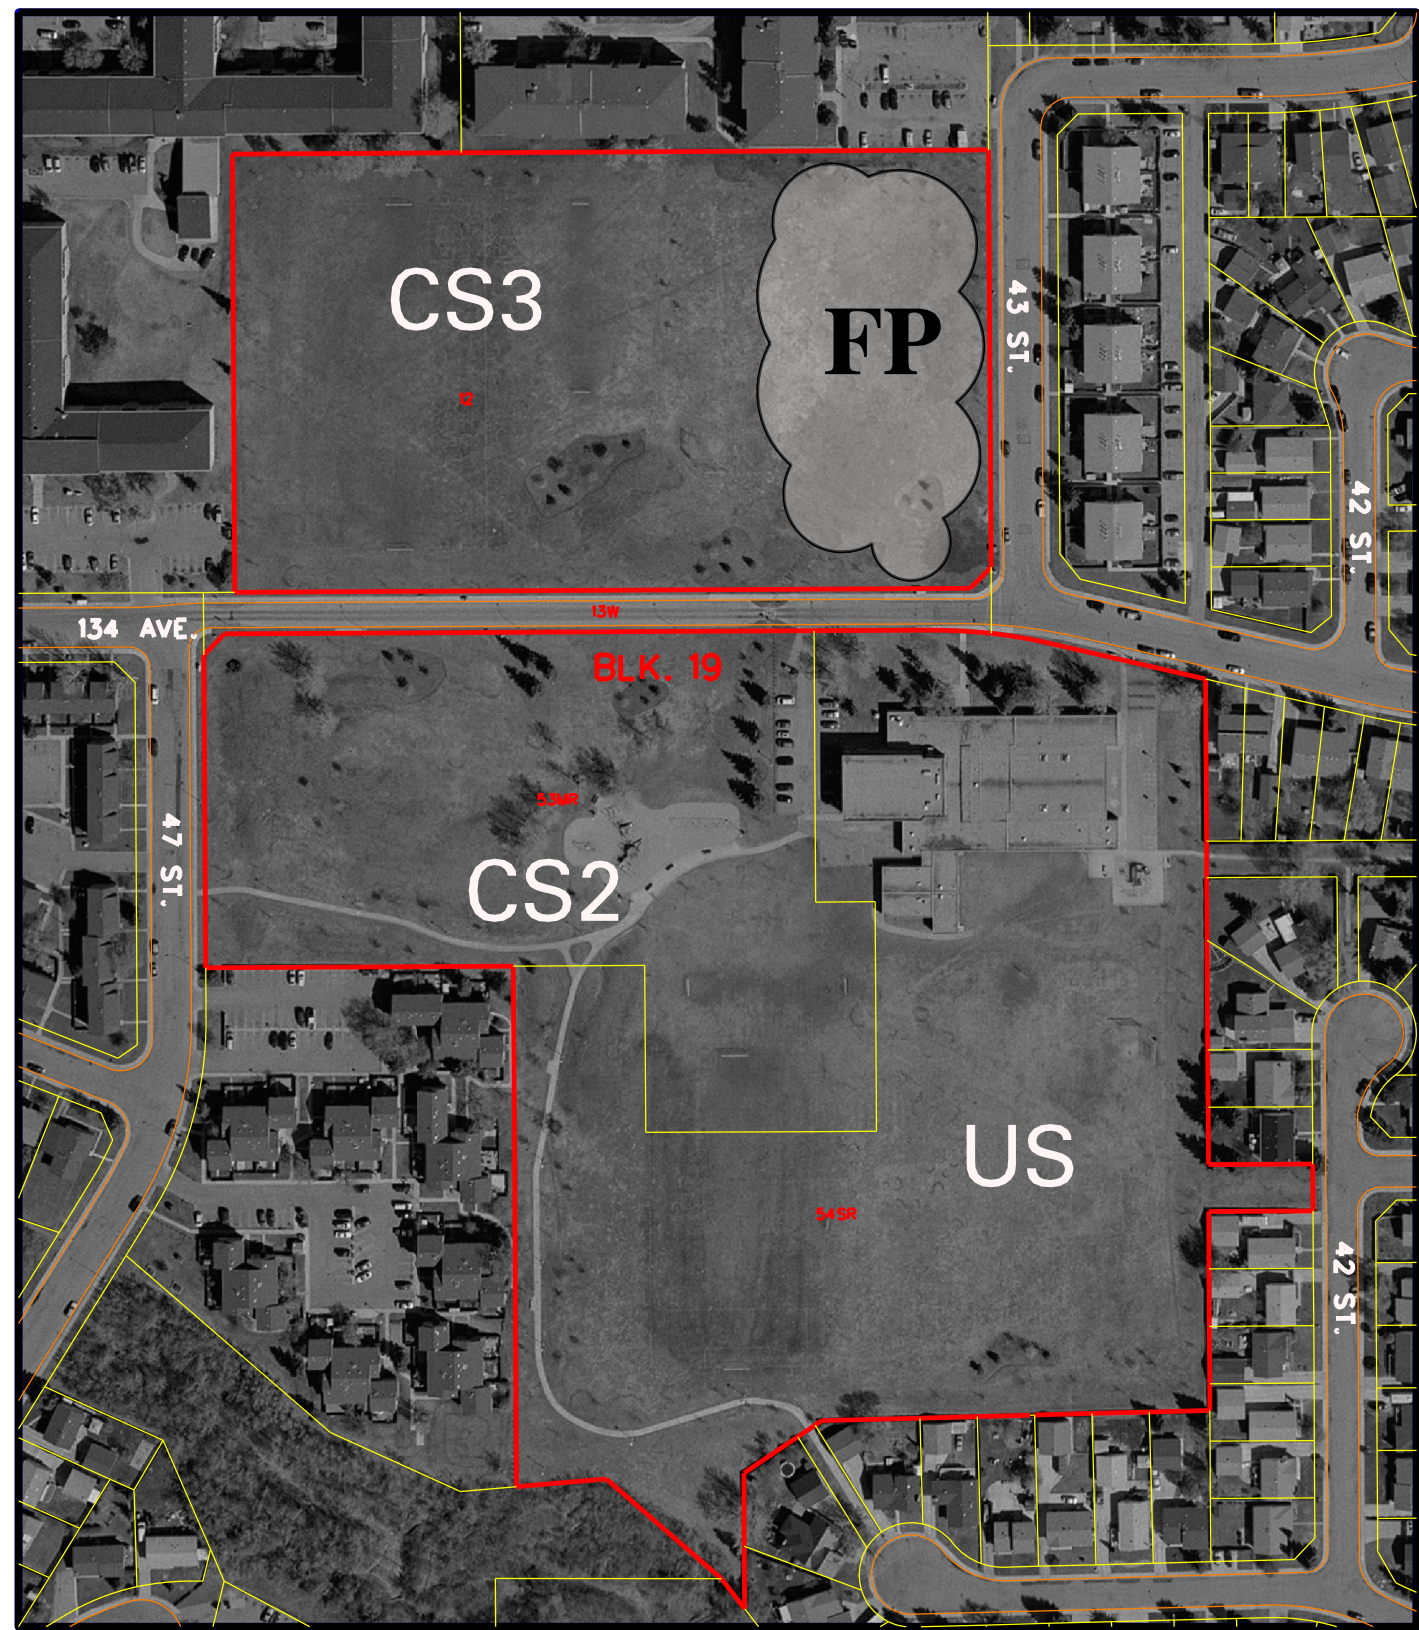 CS3
FP
43 ST.
12
42 ST.
13W
134 AVE.
BLK. 19
53MR
47 ST.
CS2
US
54SR
42 ST.